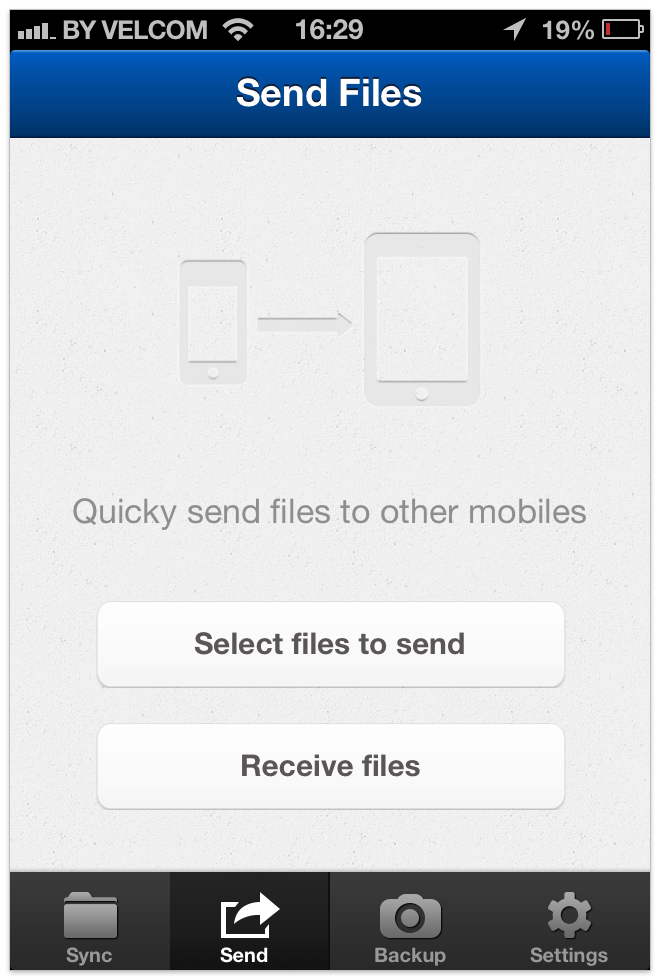 BY VELCOM 16:29 19%
Send Files
Quicky send files to other mobiles
Select files to send
Receive files
Sync Send Backup Settings